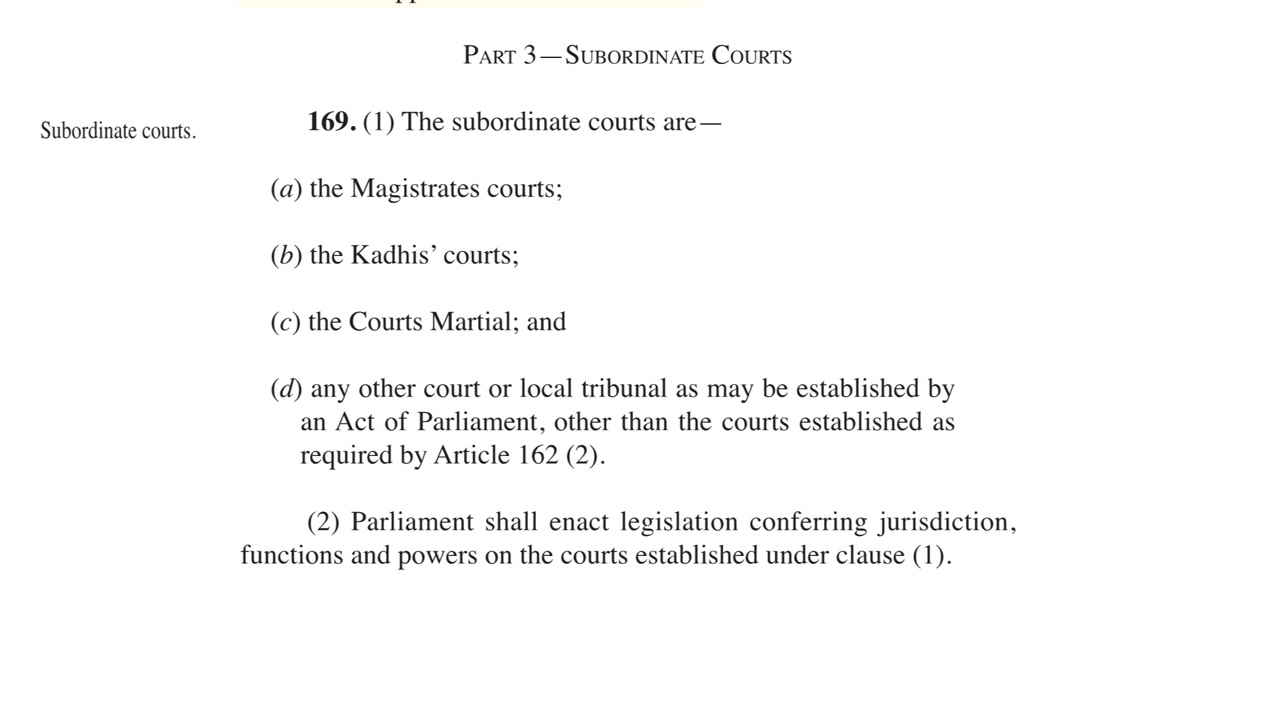 PART 3—SUBORDINATE COURTS
Subordinate courts.
169. (1) The subordinate courts are—
(a) the Magistrates courts;
(b) the Kadhis’ courts;
(c) the Courts Martial; and
(d) any other court or local tribunal as may be established by
an Act of Parliament, other than the courts established as
required by Article 162 (2).
(2) Parliament shall enact legislation conferring jurisdiction,
functions and powers on the courts established under clause (1).